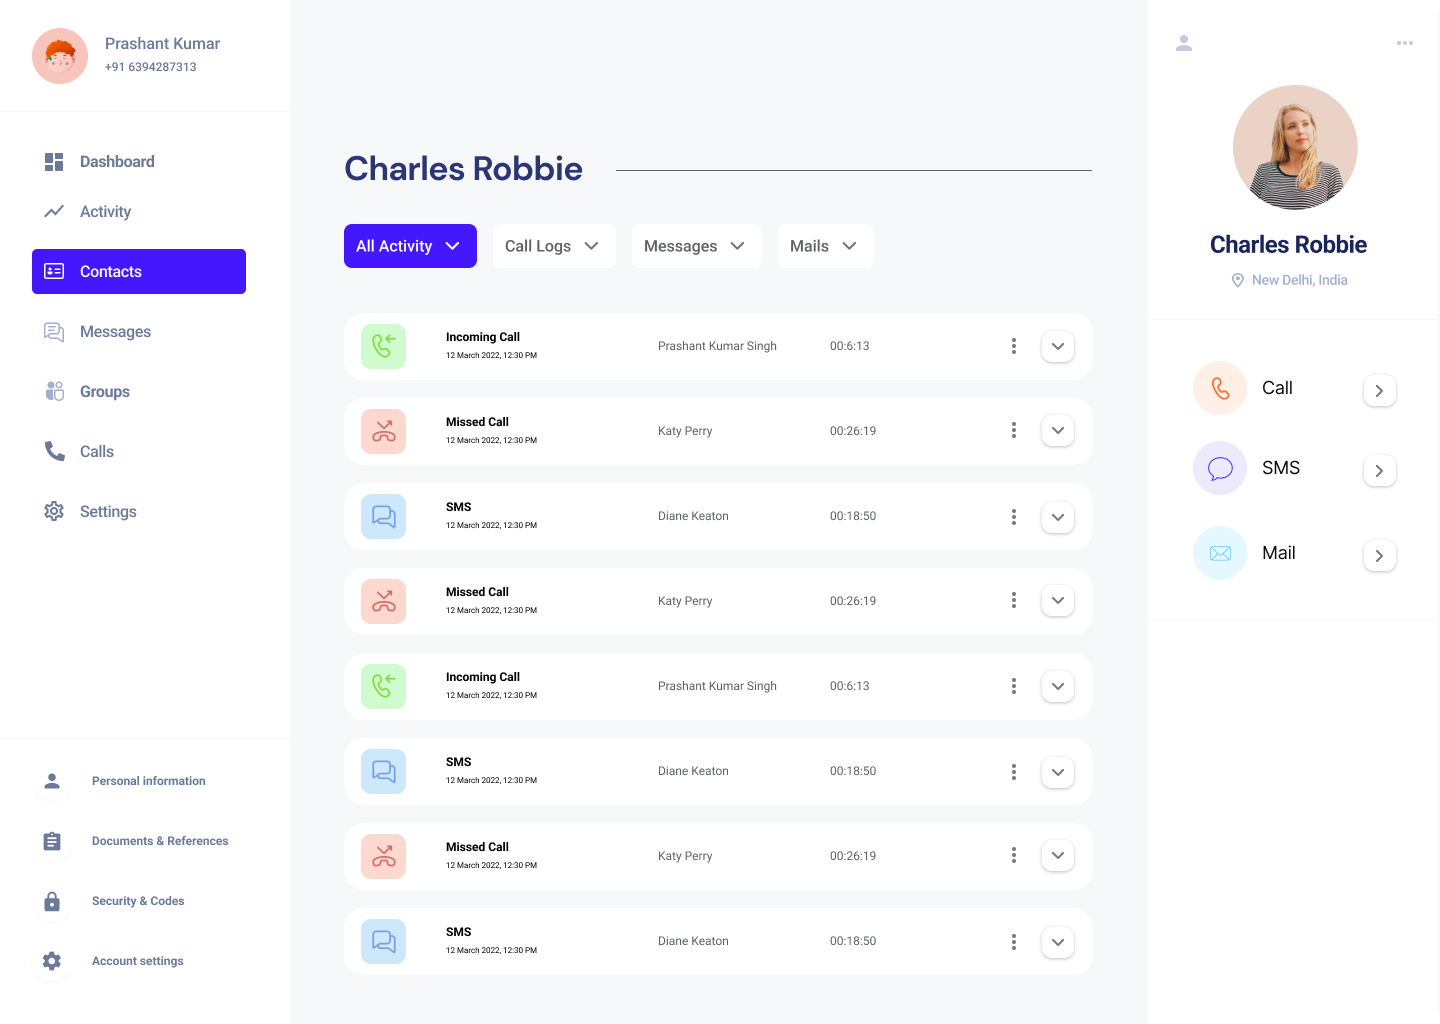 Prashant Kumar
+91 6394287313
Dashboard
Activity
Contacts
Messages
Groups
Calls
Settings
Personal information
Documents & References
Security & Codes
Account settings
Charles Robbie
All Activity
Call Logs
Messages
Mails
Incoming Call
12 March 2022, 12:30 PM
Prashant Kumar Singh
00:6:13
Missed Call
12 March 2022, 12:30 PM
Katy Perry
00:26:19
SMS
12 March 2022, 12:30 PM
Diane Keaton
00:18:50
Missed Call
12 March 2022, 12:30 PM
Katy Perry
00:26:19
Incoming Call
12 March 2022, 12:30 PM
Prashant Kumar Singh
00:6:13
SMS
12 March 2022, 12:30 PM
Diane Keaton
00:18:50
Missed Call
12 March 2022, 12:30 PM
Katy Perry
00:26:19
SMS
12 March 2022, 12:30 PM
Diane Keaton
00:18:50
Charles Robbie
New Delhi, India
Call
SMS
Mail